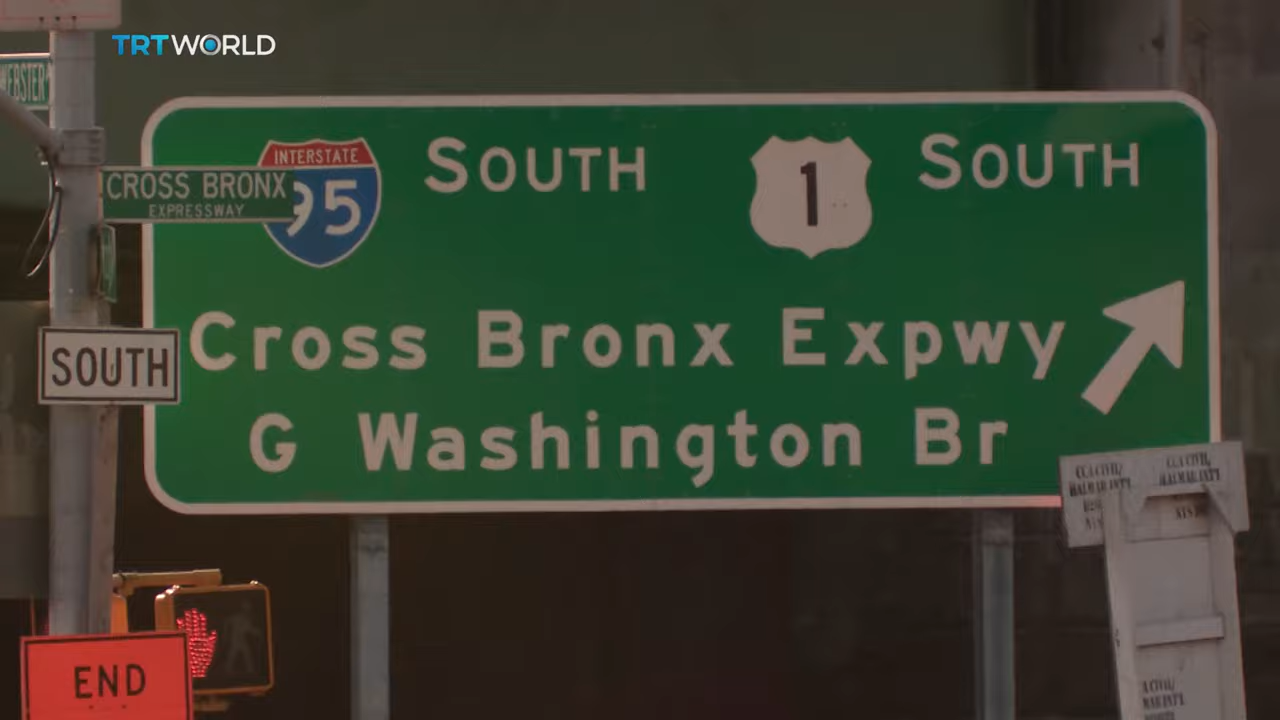 TRTWORLD
CROSS BRONX
EXPRESSWAY
INTERSTATE
95
SOUTH
1
SOUTH
Cross Bronx Expwy
G Washington Br
SOUTH
END